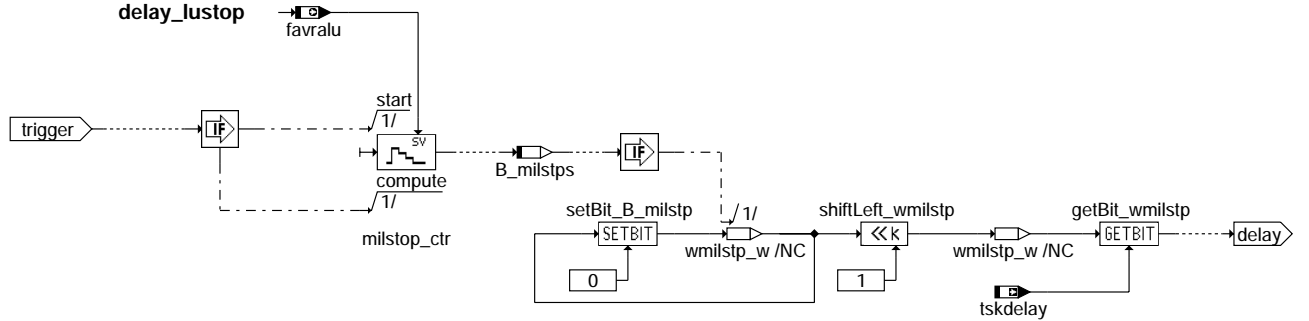 delay_lustop
favralu
start
1/
trigger
IF
SV
compute
1/
milstop_ctr
B_milstps
IF
1/
setBit_B_milstp
SETBIT
0
wmilstp_w /NC
shiftLeft_wmilstp
<<K
1
wmilstp_w /NC
getBit_wmilstp
GETBIT
delay
tskdelay